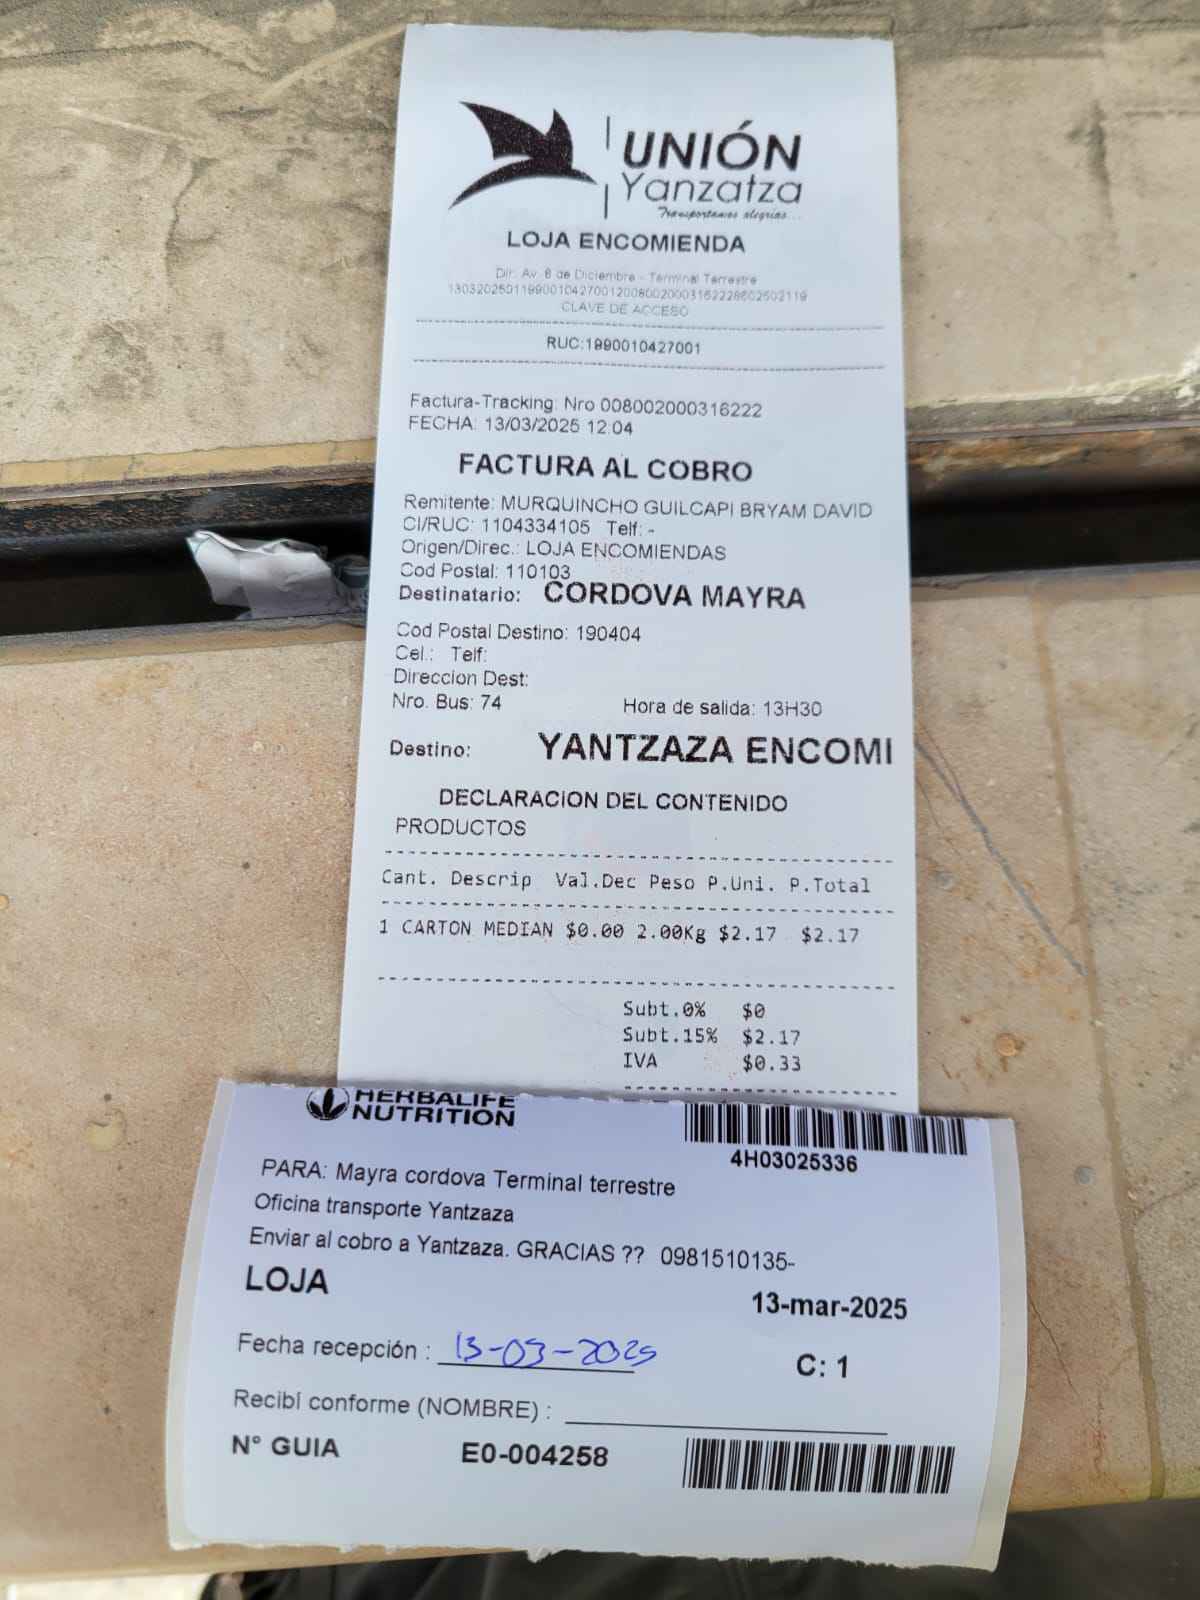 UNIÓN
Yanzatza
Transportamos alegrías...
LOJA ENCOMIENDA
Dir: Av. 8 de Diciembre - Terminal Terrestre
1303202501199001042700120080020003162228602502119
CLAVE DE ACCESO
RUC:1990010427001
Factura-Tracking: Nro 008002000316222
FECHA: 13/03/2025 12:04
FACTURA AL COBRO
Remitente: MURQUINCHO GUILCAPI BRYAM DAVID
CI/RUC: 1104334105 Telf: -
Origen/Direc.: LOJA ENCOMIENDAS
Cod Postal: 110103
Destinatario: CORDOVA MAYRA
Cod Postal Destino: 190404
Cel.: Telf:
Direccion Dest:
Nro. Bus: 74 Hora de salida: 13H30
Destino: YANTZAZA ENCOMI
DECLARACION DEL CONTENIDO
PRODUCTOS
Cant. Descrip Val.Dec Peso P.Uni. P.Total
1 CARTON MEDIAN $0.00 2.00Kg $2.17 $2.17
Subt.0% $0
Subt.15% $2.17
IVA $0.33
HERBALIFE
NUTRITION
4H03025336
PARA: Mayra cordova Terminal terrestre
Oficina transporte Yantzaza
Enviar al cobro a Yantzaza. GRACIAS ?? 0981510135-
LOJA
13-mar-2025
Fecha recepción : 13-03-2025
C: 1
Recibí conforme (NOMBRE) :
N° GUIA E0-004258